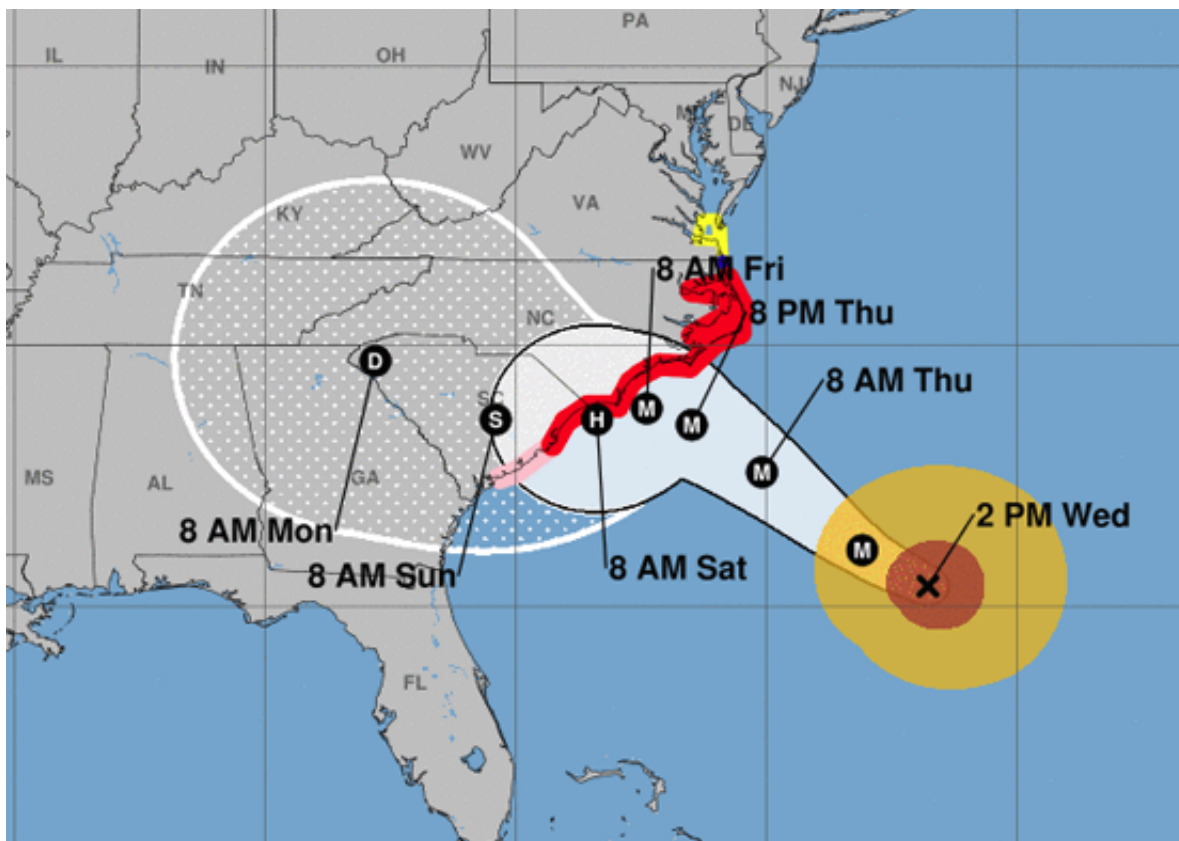 PA
IL
IN
OH
NJ
DE
WV
VA
KY
8 AM Fri
TN
NC
8 PM Thu
D
8 AM Thu
SC
S
H
M
M
M
MS
AL
GA
2 PM Wed
8 AM Mon
M
8 AM Sun
8 AM Sat
FL